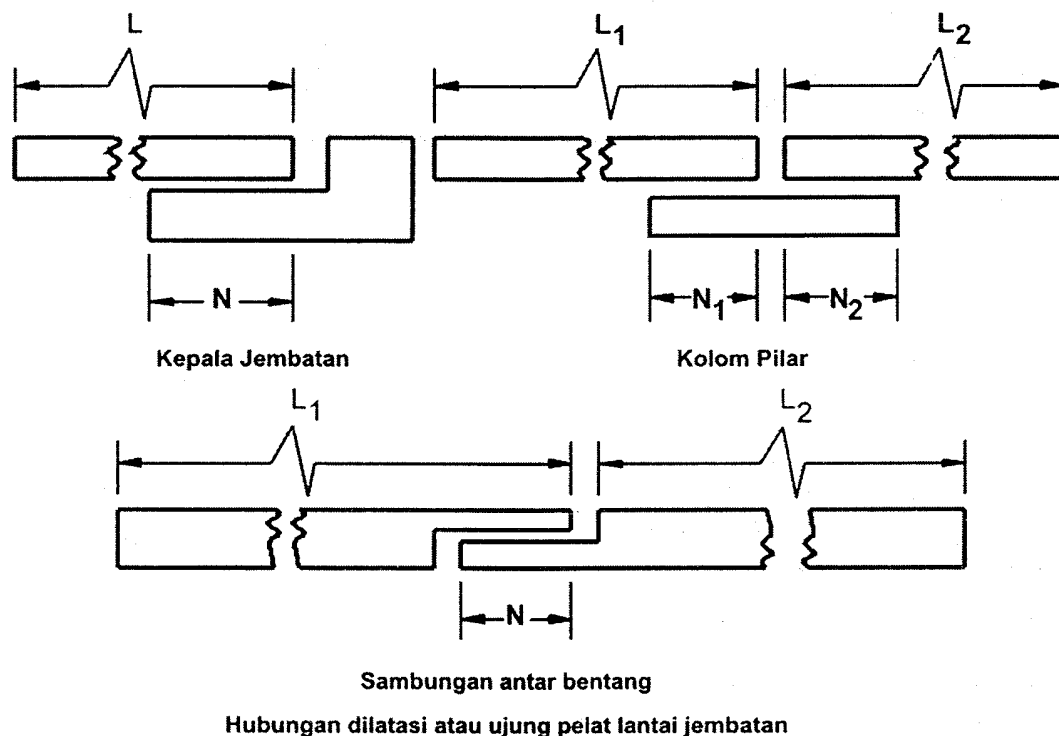 L
L1
L2
N
N1
N2
Kepala Jembatan
Kolom Pilar
L1
L2
N
Sambungan antar bentang
Hubungan dilatasi atau ujung pelat lantai jembatan